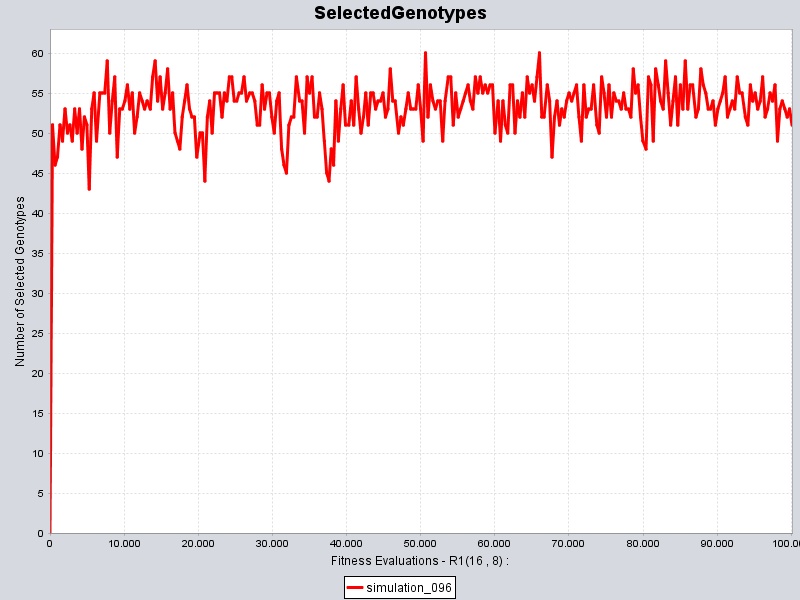 SelectedGenotypes
Number of Selected Genotypes
60
55
50
45
40
35
30
25
20
15
10
5
0
0 10.000 20.000 30.000 40.000 50.000 60.000 70.000 80.000 90.000 100.00
Fitness Evaluations - R1(16 , 8) :
simulation_096